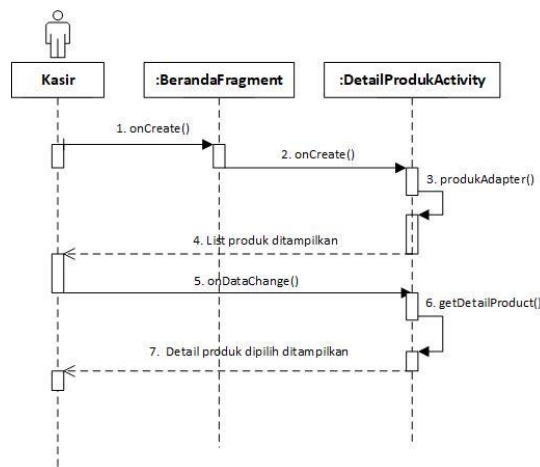 Kasir
:BerandaFragment
:DetailProdukActivity
1. onCreate()
2. onCreate()
3. produkAdapter()
4. List produk ditampilkan
5. onDataChange()
6. getDetailProduct()
7. Detail produk dipilih ditampilkan